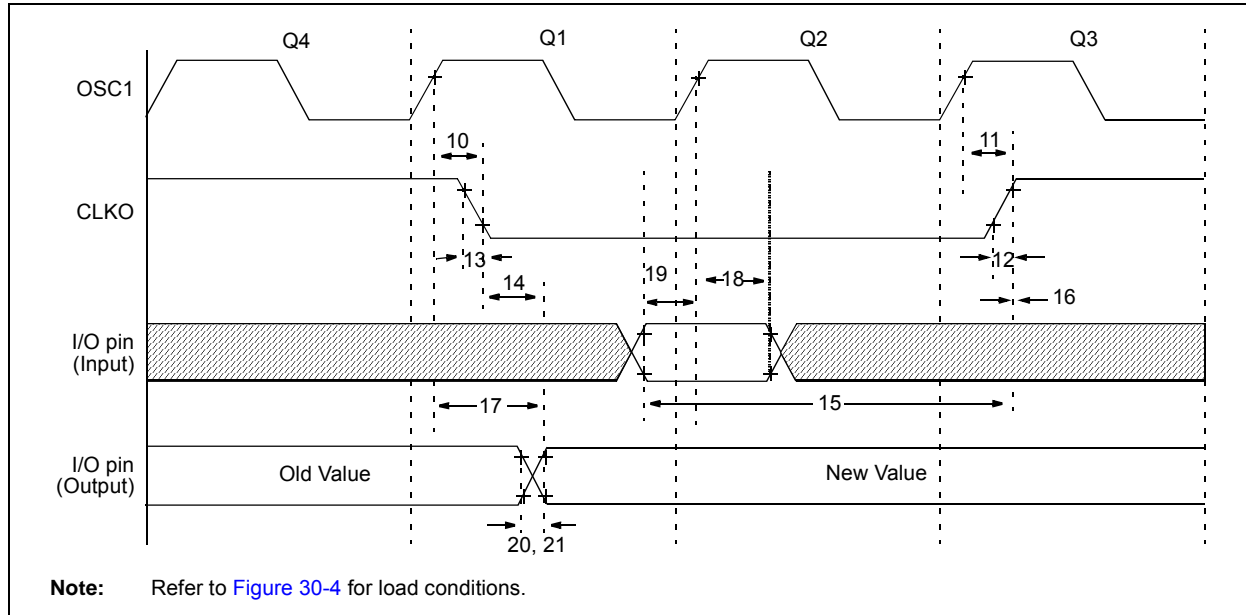 Q4 Q1 Q2 Q3
OSC1
10 11
CLKO
13 12
14 19 18 16
I/O pin
(Input)
17 15
I/O pin
(Output)
Old Value New Value
20, 21
Note: Refer to Figure 30-4 for load conditions.